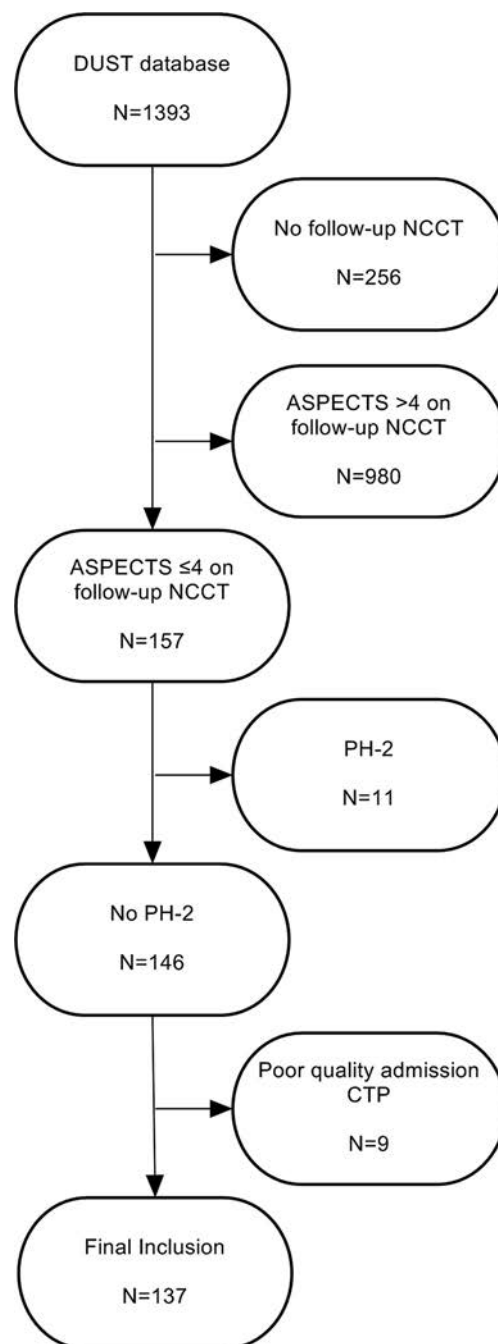 DUST database
N=1393
No follow-up NCCT
N=256
ASPECTS >4 on
follow-up NCCT
N=980
ASPECTS ≤4 on
follow-up NCCT
N=157
PH-2
N=11
No PH-2
N=146
Poor quality admission
CTP
N=9
Final Inclusion
N=137